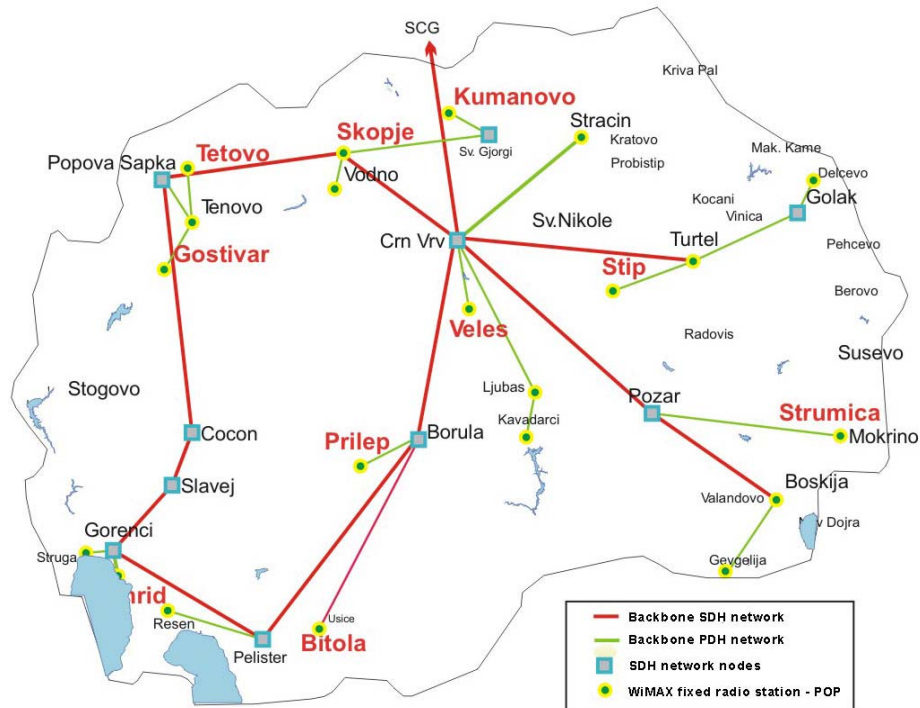 SCG
Kriva Pal
Kumanovo
Stracin
Skopje
Kratovo
Sv. Gjorgi
Mak. Kame
Popova Sapka
Tetovo
Probistip
Delcevo
Vodno
Golak
Tenovo
Kocani
Vinica
Sv.Nikole
Crn Vrv
Turtel
Pehcevo
Gostivar
Stip
Berovo
Veles
Radovis
Susevo
Stogovo
Ljubas
Pozar
Kavadarci
Strumica
Cocon
Prilep
Borula
Mokrino
Slavej
Boskija
Valandovo
Gorenci
Dojra
Struga
Gevgelija
hrid
Resen
Usice
Pelister
Bitola
Backbone SDH network
Backbone PDH network
SDH network nodes
WiMAX fixed radio station - POP